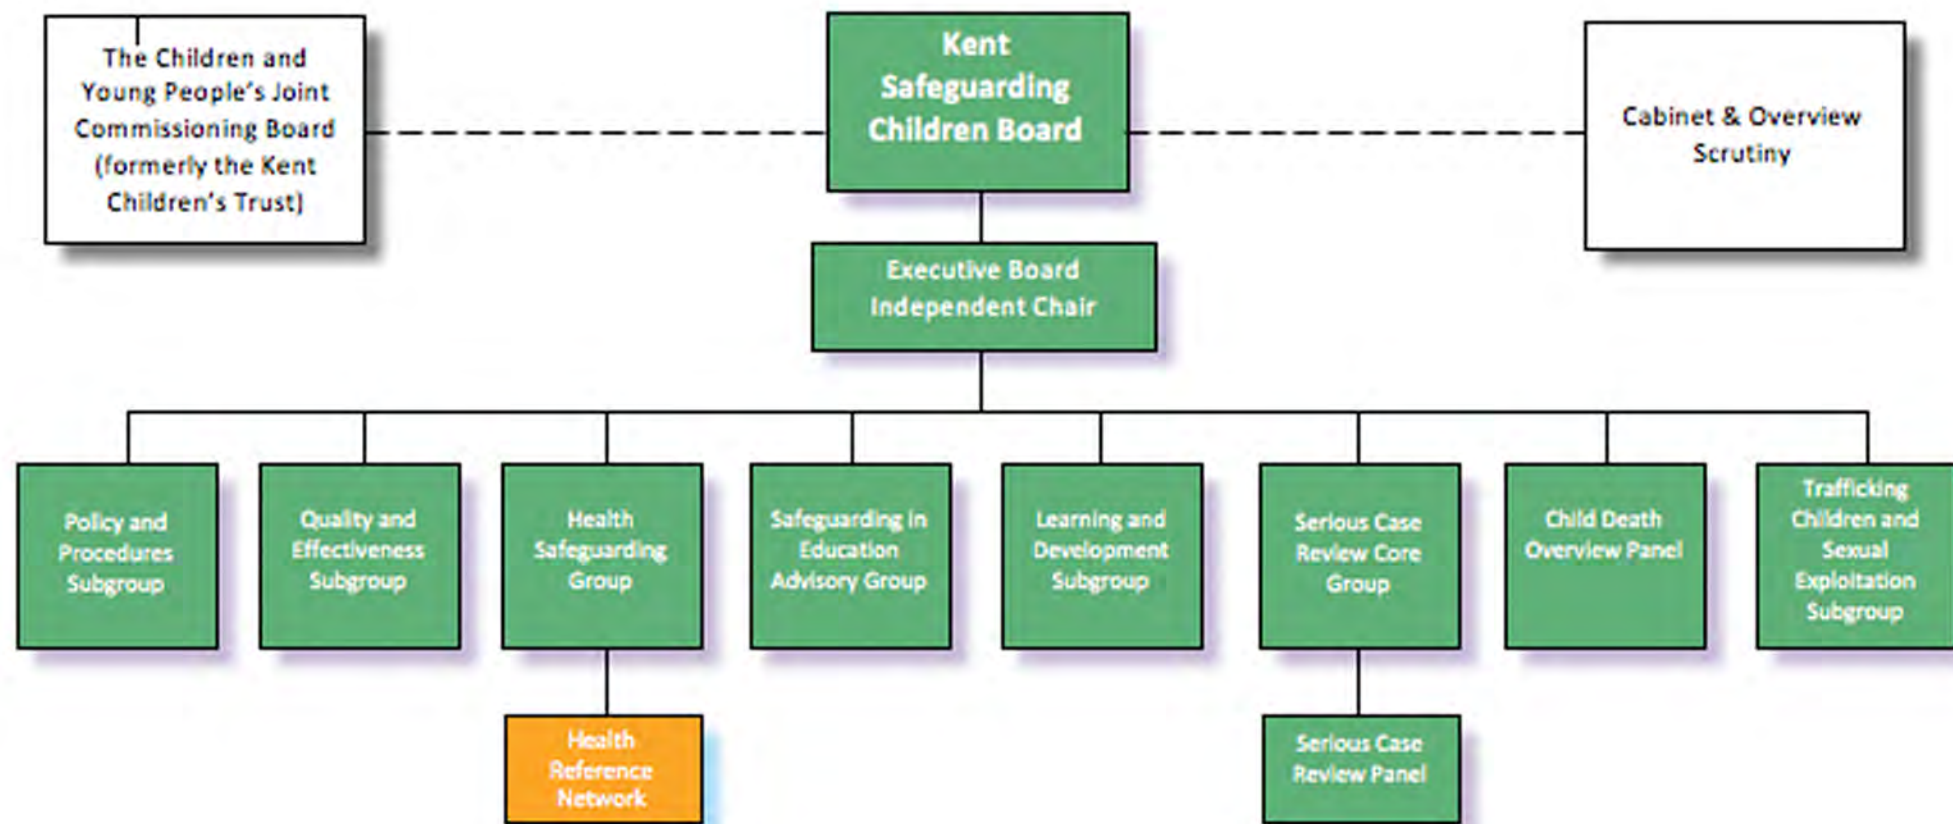 The Children and
Young People's Joint
Commissioning Board
(formerly the Kent
Children's Trust)
Kent
Safeguarding
Children Board
Cabinet & Overview
Scrutiny
Executive Board
Independent Chair
Policy and
Procedures
Subgroup
Quality and
Effectiveness
Subgroup
Health
Safeguarding
Group
Safeguarding in
Education
Advisory Group
Learning and
Development
Subgroup
Serious Case
Review Core
Group
Child Death
Overview Panel
Trafficking
Children and
Sexual
Exploitation
Subgroup
Health
Reference
Network
Serious Case
Review Panel